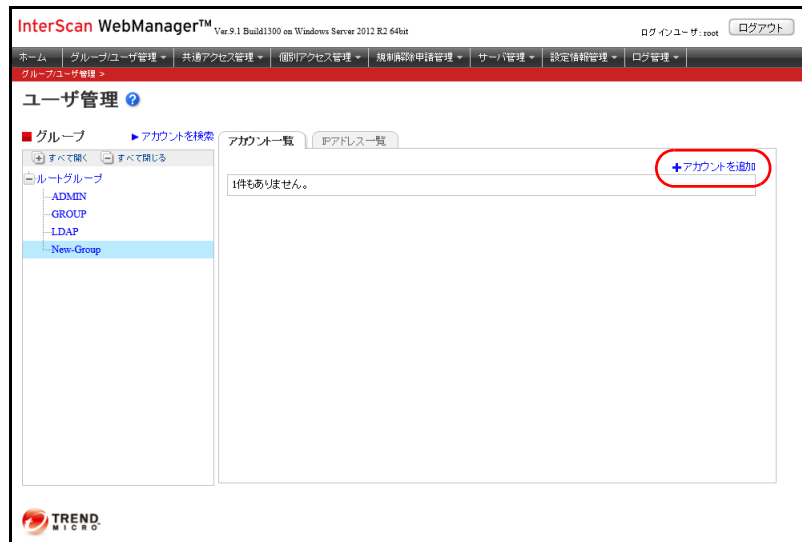 InterScan WebManager™ Ver.9.1 Build1300 on Windows Server 2012 R2 64bit
ログインユーザ:root ログアウト
ホーム グループ/ユーザ管理 共通アクセス管理 個別アクセス管理 規制解除申請管理 サーバ管理 設定情報管理 ログ管理
グループ/ユーザ管理 >
ユーザ管理 ?
グループ
アカウントを検索
すべて開く すべて閉じる
ルートグループ
ADMIN
GROUP
LDAP
New-Group
アカウント一覧 IPアドレス一覧
アカウントを追加
1件もありません。
TREND
MICRO